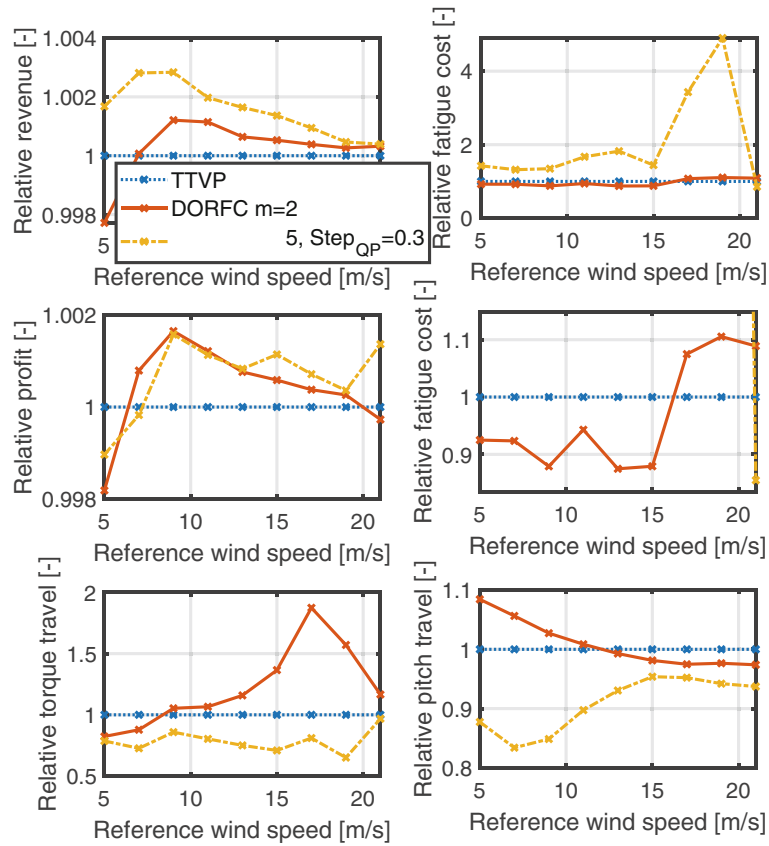 Relative revenue [-]
1.004
1.002
1
0.998
5
Reference wind speed [m/s]
TTVP
DORFC m=2
5, Step_QP=0.3
Relative fatigue cost [-]
4
2
1
0
5 10 15 20
Reference wind speed [m/s]
Relative profit [-]
1.002
1
0.998
5 10 15 20
Reference wind speed [m/s]
Relative fatigue cost [-]
1.1
1
0.9
5 10 15 20
Reference wind speed [m/s]
Relative torque travel [-]
2
1.5
1
0.5
5 10 15 20
Reference wind speed [m/s]
Relative pitch travel [-]
1.1
1
0.9
0.8
5 10 15 20
Reference wind speed [m/s]